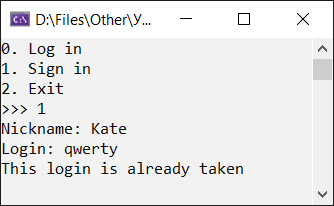 D:\Files\Other\У...
0. Log in
1. Sign in
2. Exit
>>> 1
Nickname: Kate
Login: qwerty
This login is already taken